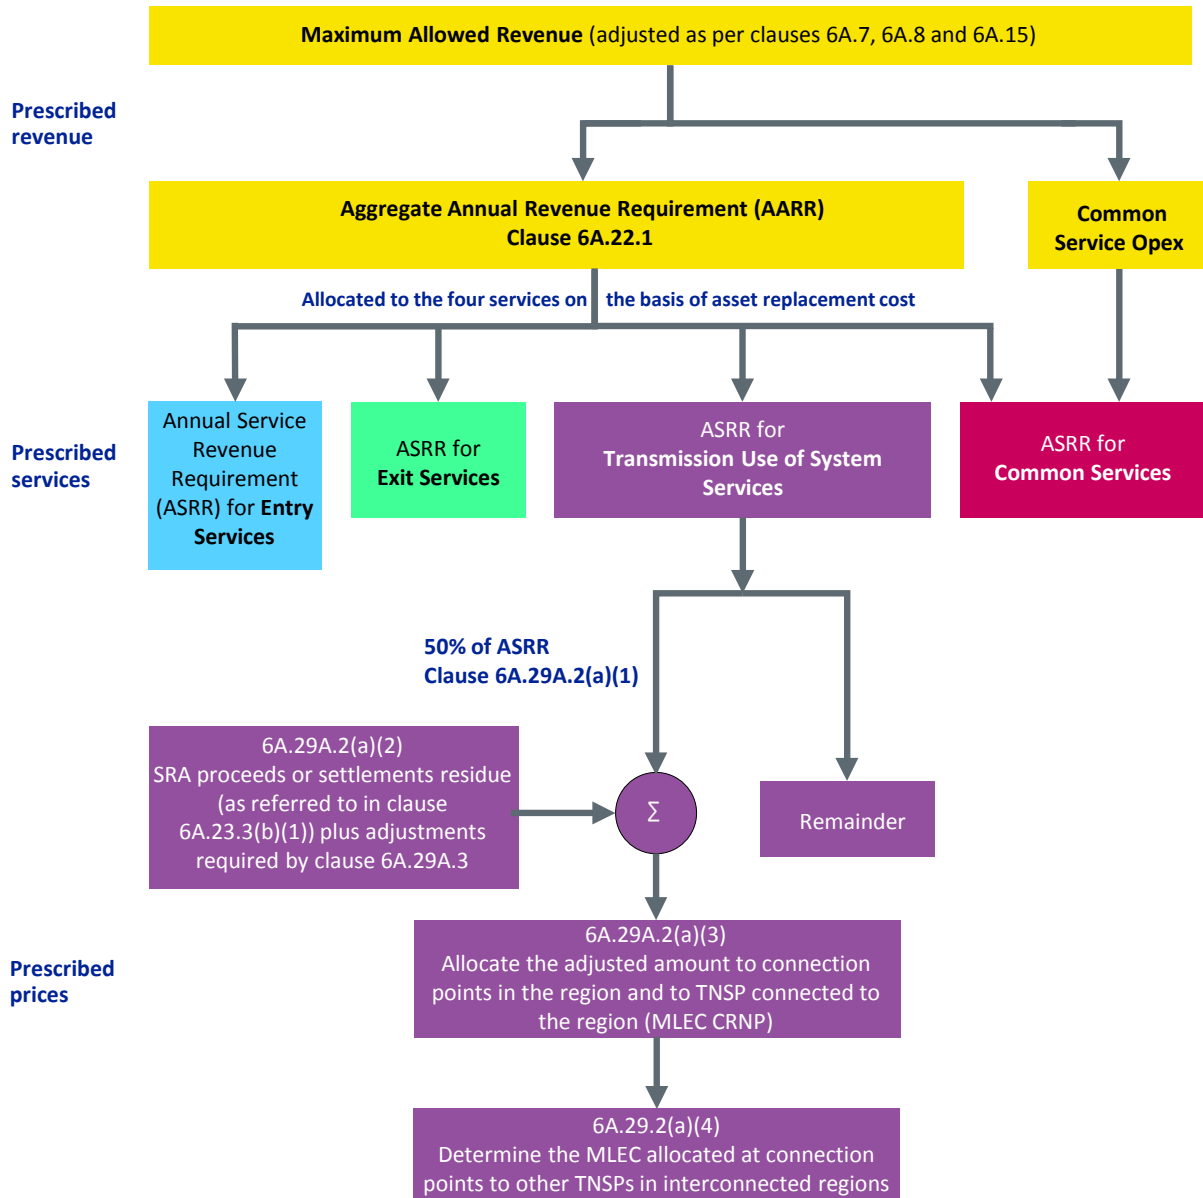 Maximum Allowed Revenue (adjusted as per clauses 6A.7, 6A.8 and 6A.15)
Prescribed
revenue
Aggregate Annual Revenue Requirement (AARR)
Clause 6A.22.1
Common
Service Opex
Allocated to the four services on the basis of asset replacement cost
Prescribed
services
Annual Service
Revenue
Requirement
(ASRR) for Entry
Services
ASRR for
Exit Services
ASRR for
Transmission Use of System
Services
ASRR for
Common Services
50% of ASRR
Clause 6A.29A.2(a)(1)
6A.29A.2(a)(2)
SRA proceeds or settlements residue
(as referred to in clause
6A.23.3(b)(1)) plus adjustments
required by clause 6A.29A.3
Σ
Remainder
Prescribed
prices
6A.29A.2(a)(3)
Allocate the adjusted amount to connection
points in the region and to TNSP connected to
the region (MLEC CRNP)
6A.29.2(a)(4)
Determine the MLEC allocated at connection
points to other TNSPs in interconnected regions